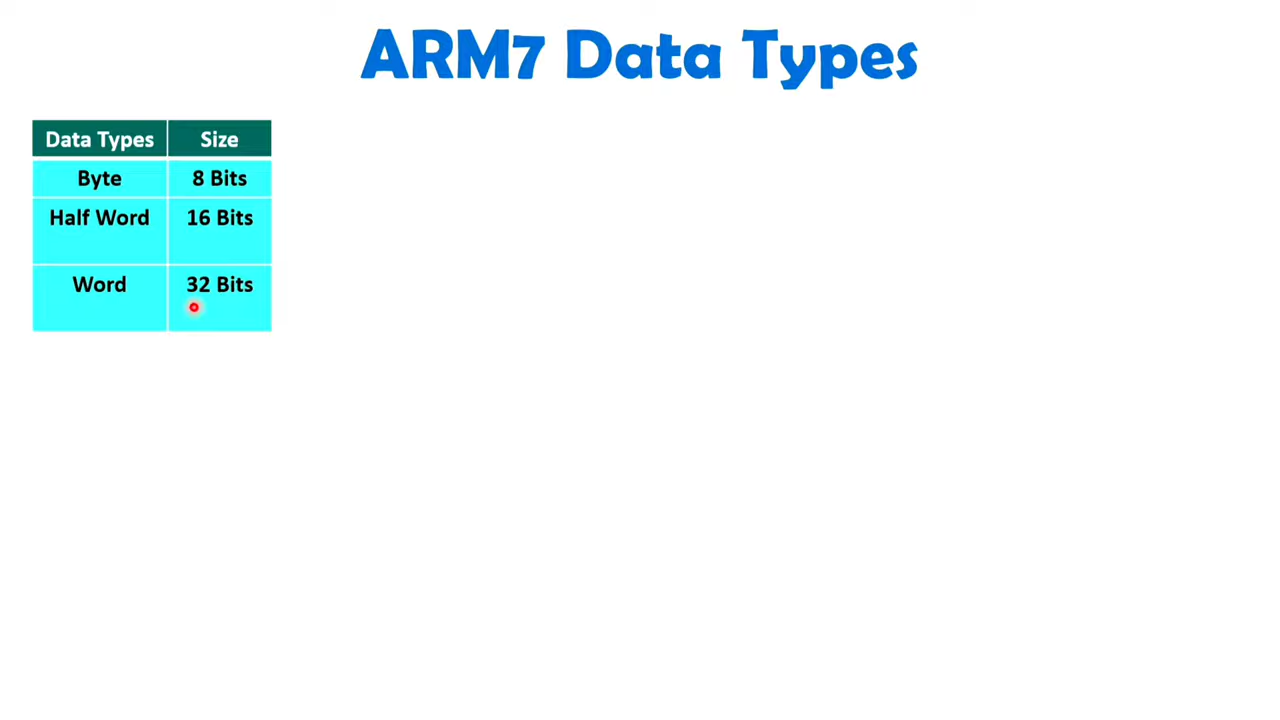 ARM7 Data Types
Data Types Size
Byte 8 Bits
Half Word 16 Bits
Word 32 Bits